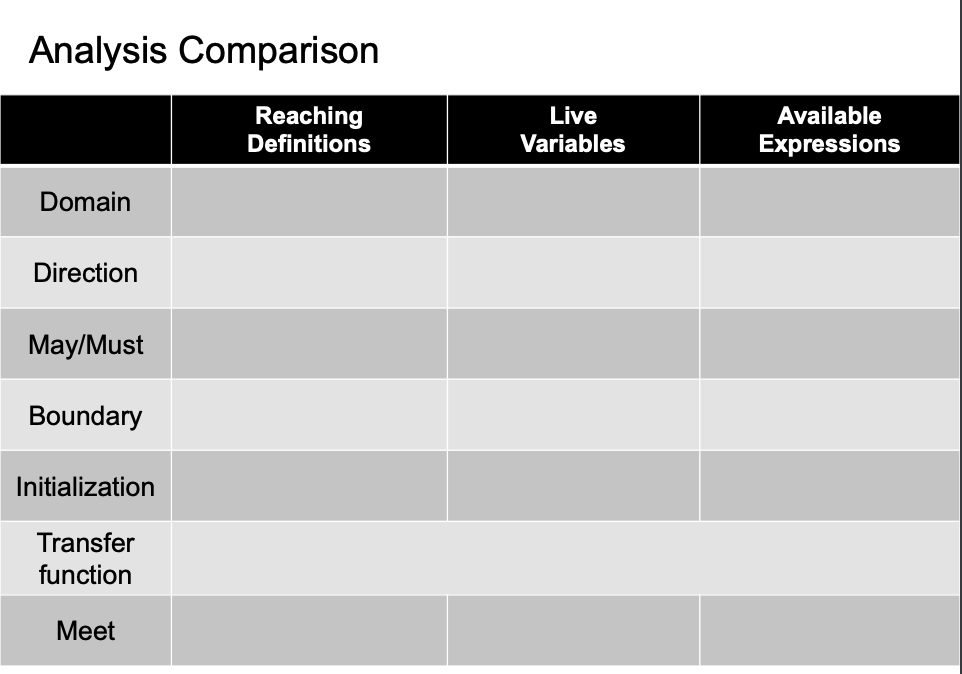 Analysis Comparison
Reaching
Definitions
Live
Variables
Available
Expressions
Domain
Direction
May/Must
Boundary
Initialization
Transfer
function
Meet